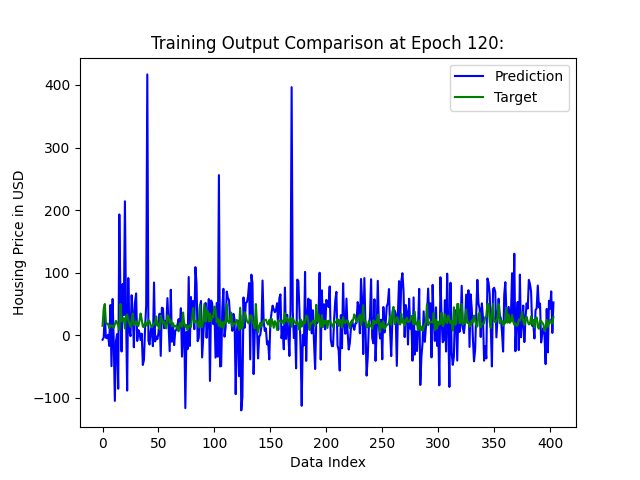 Training Output Comparison at Epoch 120:
Prediction
Target
Housing Price in USD
400
300
200
100
0
−100
0 50 100 150 200 250 300 350 400
Data Index